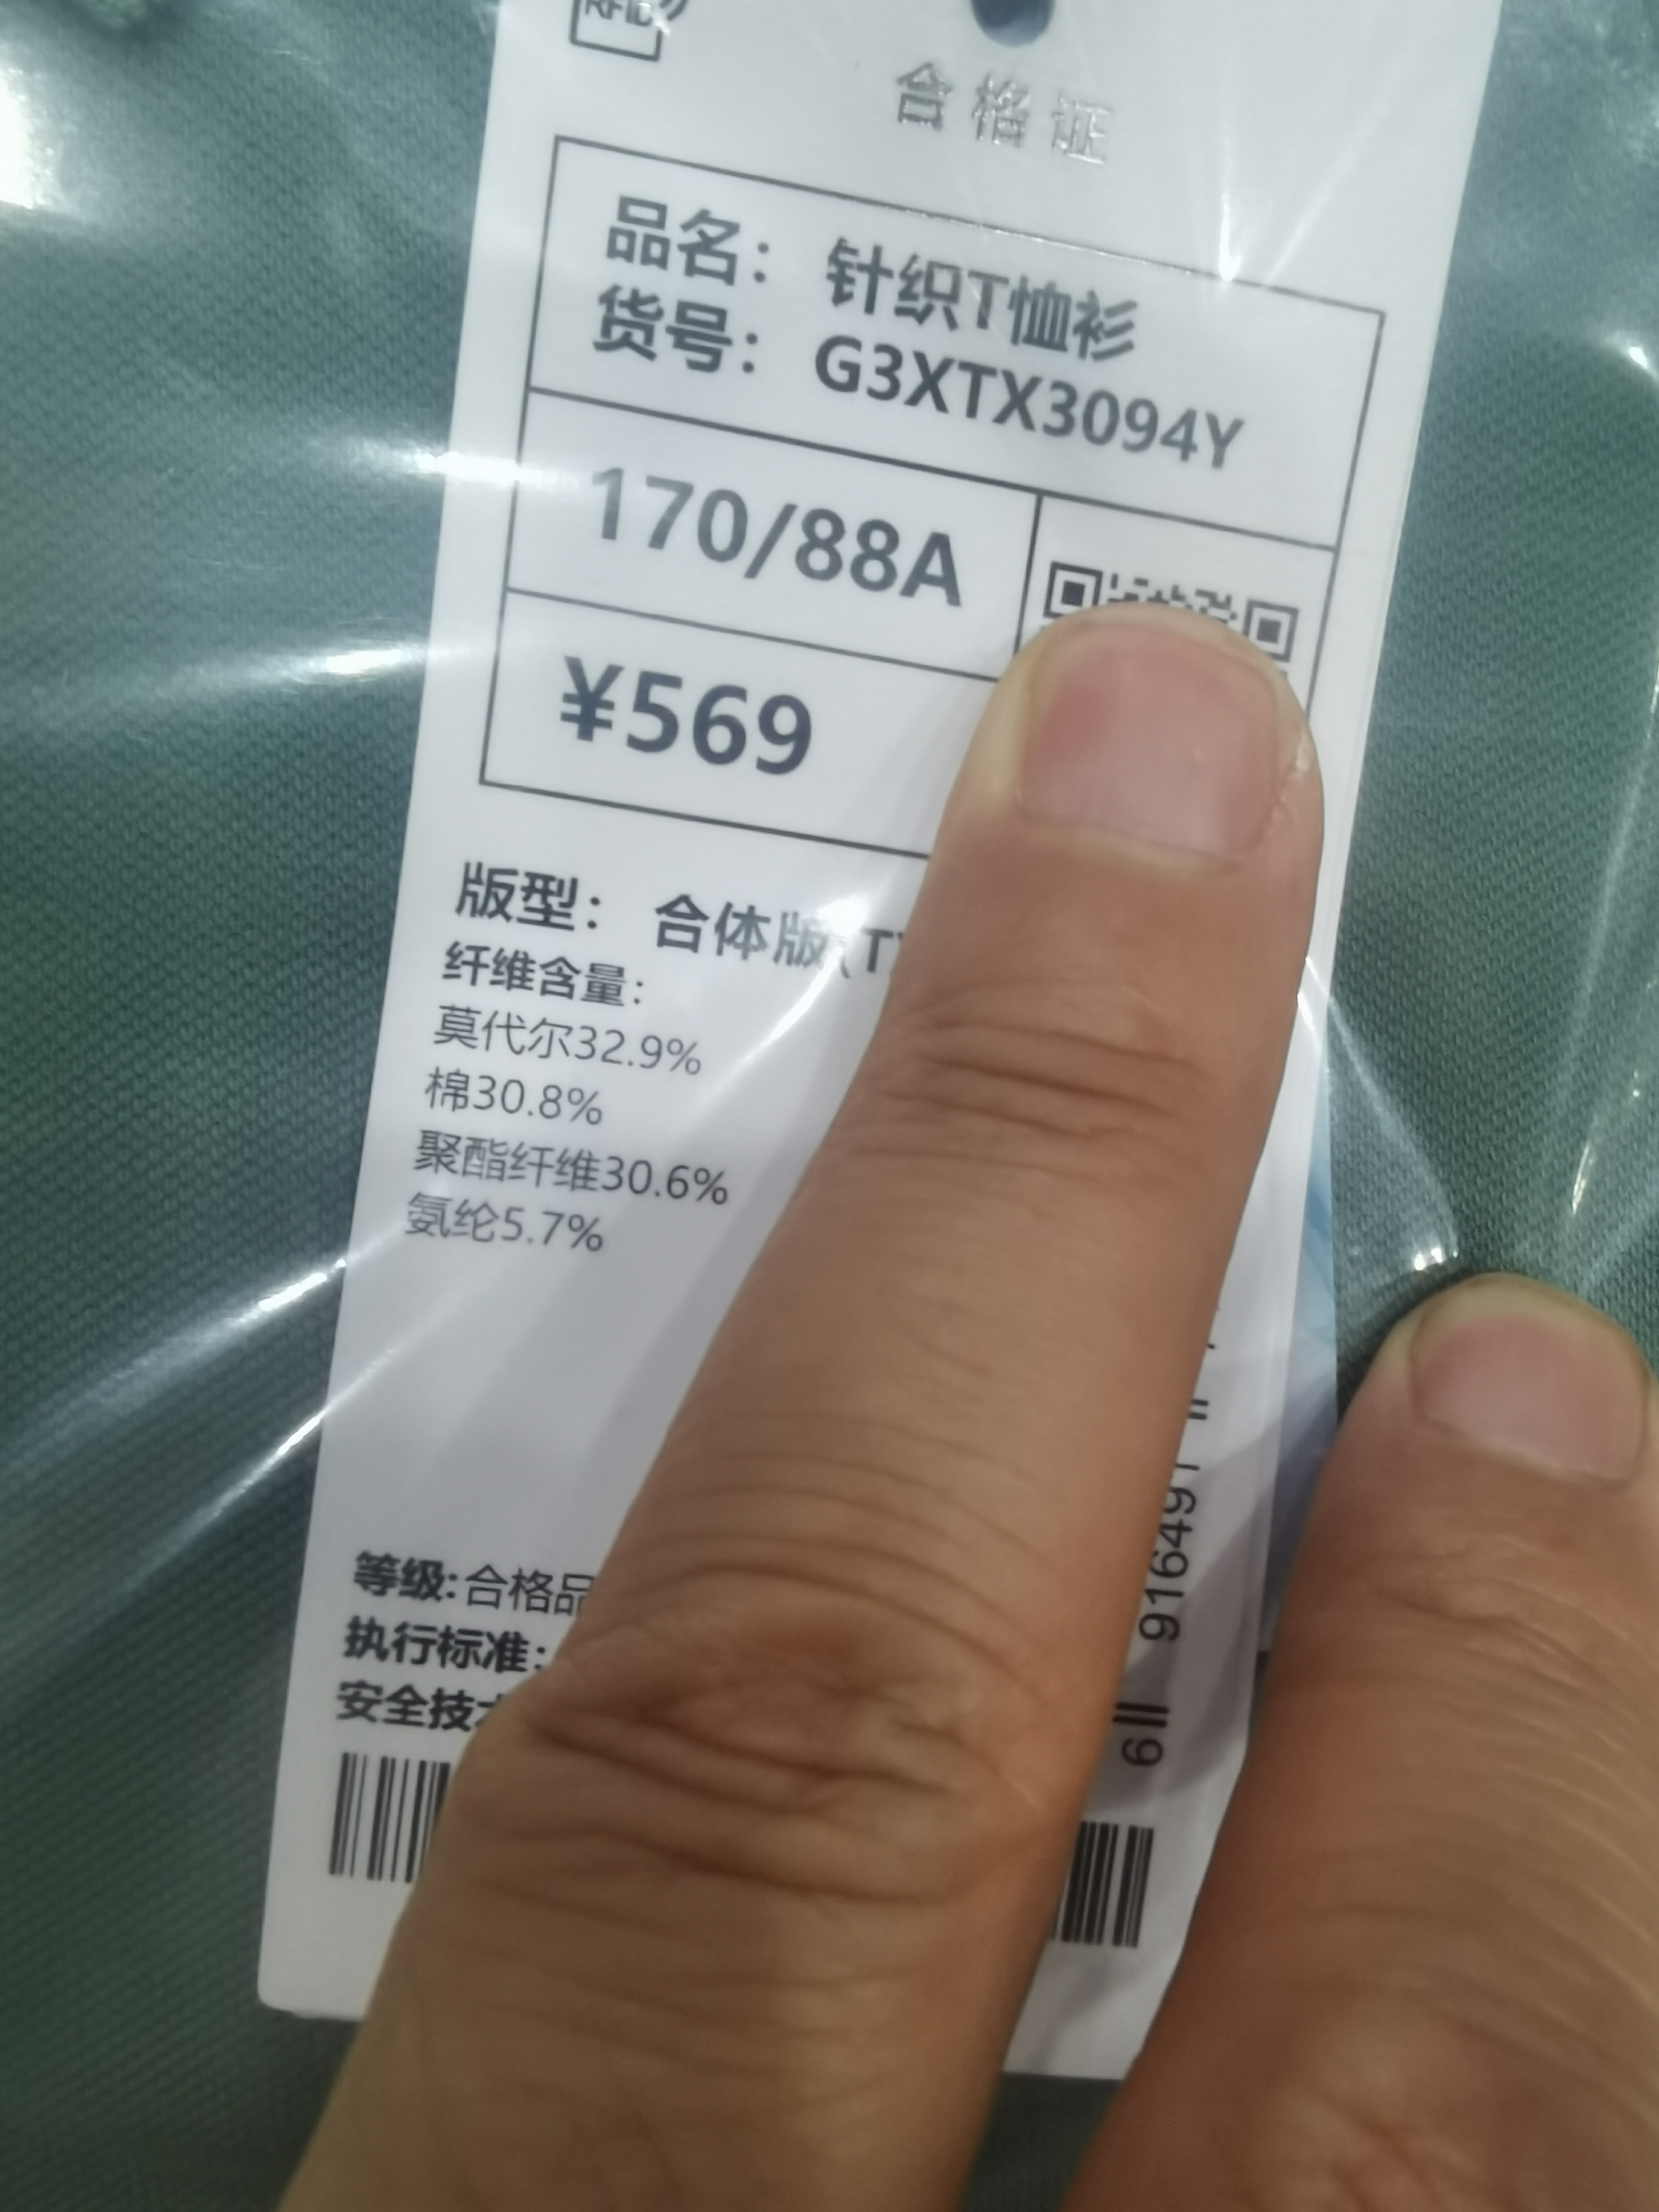 RFID
合格证
品名： 针织T恤衫
货号： G3XTX3094Y
170/88A
¥569
版型： 合体版(T
纤维含量：
莫代尔32.9%
棉30.8%
聚酯纤维30.6%
氨纶5.7%
等级:合格品
执行标准：
安全技
916491
6